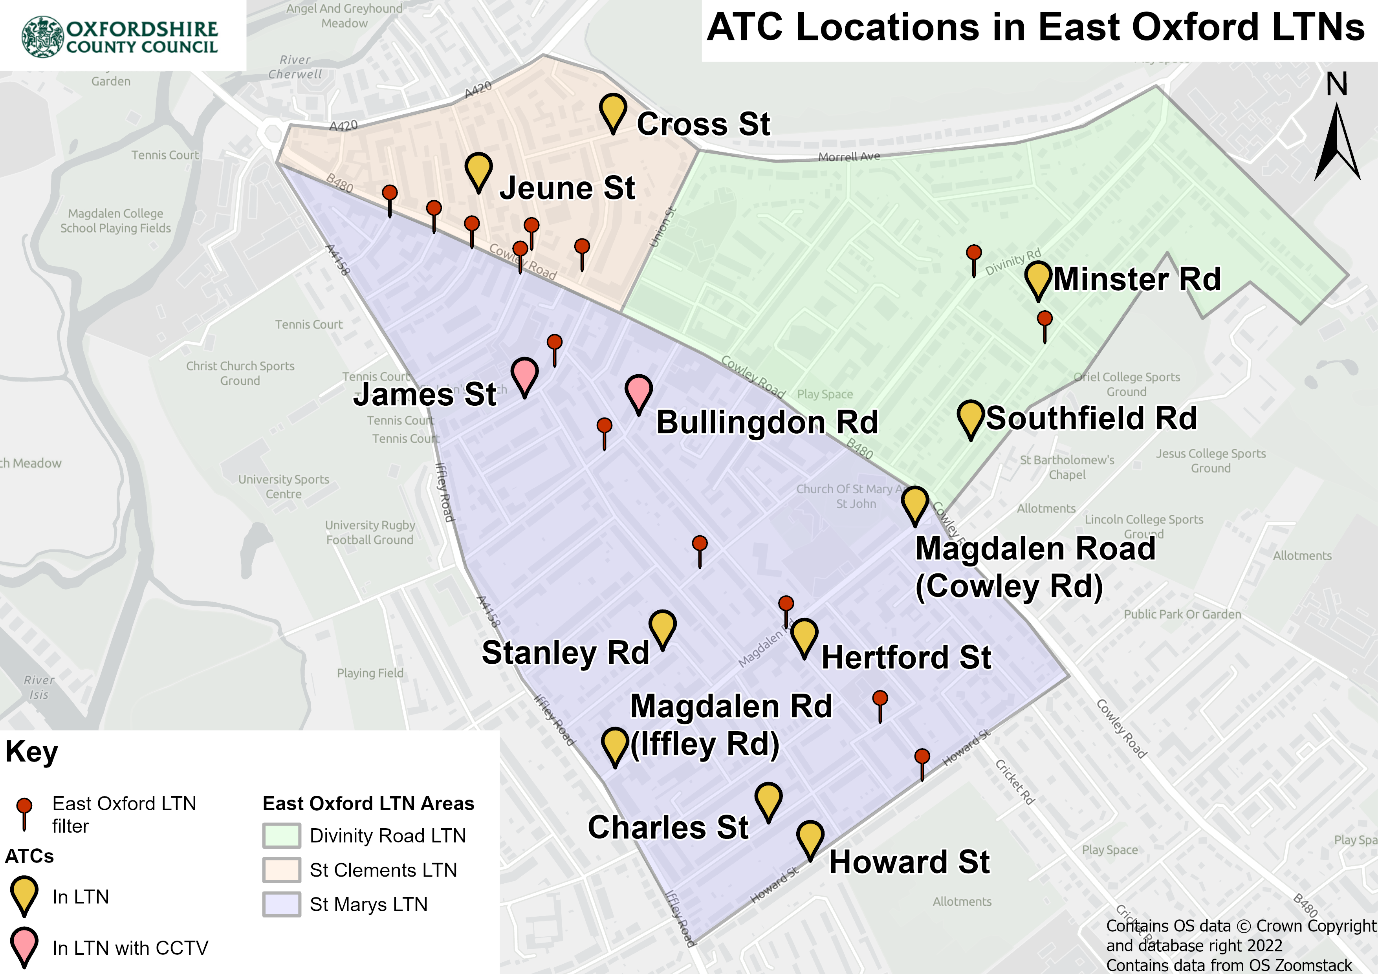 OXFORDSHIRE
COUNTY COUNCIL
ATC Locations in East Oxford LTNs
Angel And Greyhound
Meadow
River
Cherwell
Garden
N
A420
A420
Cross St
Tennis Court
Morrell Ave
B480
Jeune St
Magdalen College
School Playing Fields
Union St
A4158
Cowley Road
Divinity Rd
Minster Rd
Tennis Court
Christ Church Sports
Ground
Tennis Court
James St
Cowley Road
Play Space
Oriel College Sports
Ground
Tennis Court
Tennis Court
Bullingdon Rd
Southfield Rd
B480
ch Meadow
Iffley Road
University Sports
Centre
St Bartholomew's
Chapel
Jesus College Sports
Ground
Church Of St Mary And
St John
University Rugby
Football Ground
Allotments
Lincoln College Sports
Ground
Allotments
Magdalen Road
(Cowley Rd)
A4158
Public Park Or Garden
Stanley Rd
Magdalen Rd
Hertford St
Playing Field
River
Isis
Iffley Road
Magdalen Rd
(Iffley Rd)
Howard St
Cowley Road
Cricket Rd
Charles St
Howard St
Howard St
Play Space
Play Spa
Iffley Road
Allotments
B480
Key
East Oxford LTN
filter
ATCs
In LTN
In LTN with CCTV
East Oxford LTN Areas
Divinity Road LTN
St Clements LTN
St Marys LTN
Contains OS data © Crown Copyright
and database right 2022
Contains data from OS Zoomstack